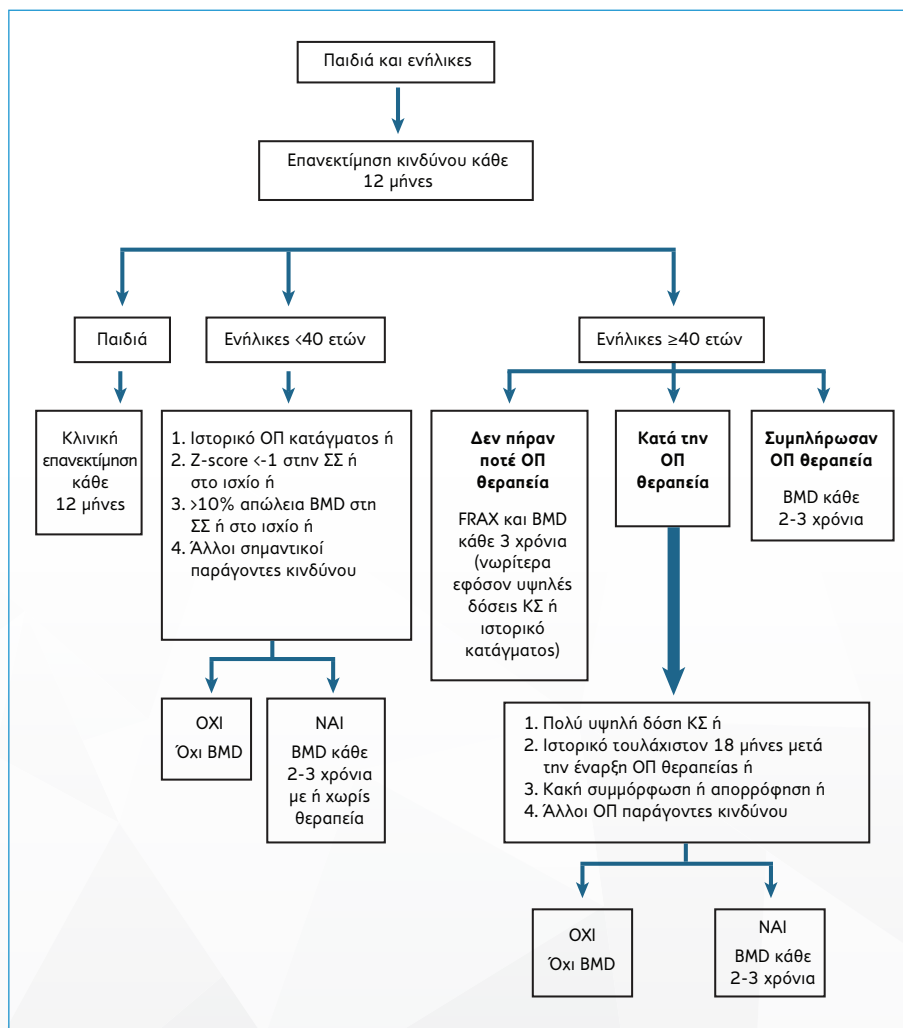 Παιδιά και ενήλικες
Επανεκτίμηση κινδύνου κάθε
12 μήνες
Παιδιά
Ενήλικες <40 ετών
Ενήλικες ≥40 ετών
Κλινική
επανεκτίμηση
κάθε
12 μήνες
1. Ιστορικό ΟΠ κατάγματος ή
2. Z-score <-1 στην ΣΣ ή
στο ισχίο ή
3. >10% απώλεια BMD στη
ΣΣ ή στο ισχίο ή
4. Άλλοι σημαντικοί
παράγοντες κινδύνου
Δεν πήραν
ποτέ ΟΠ
θεραπεία
FRAX και BMD
κάθε 3 χρόνια
(νωρίτερα
εφόσον υψηλές
δόσεις ΚΣ ή
ιστορικό
κατάγματος)
Κατά την
ΟΠ
θεραπεία
Συμπλήρωσαν
ΟΠ θεραπεία
BMD κάθε
2-3 χρόνια
ΟΧΙ
Όχι BMD
ΝΑΙ
BMD κάθε
2-3 χρόνια
με ή χωρίς
θεραπεία
1. Πολύ υψηλή δόση ΚΣ ή
2. Ιστορικό τουλάχιστον 18 μήνες μετά
την έναρξη ΟΠ θεραπείας ή
3. Κακή συμμόρφωση ή απορρόφηση ή
4. Άλλοι ΟΠ παράγοντες κινδύνου
ΟΧΙ
Όχι BMD
ΝΑΙ
BMD κάθε
2-3 χρόνια